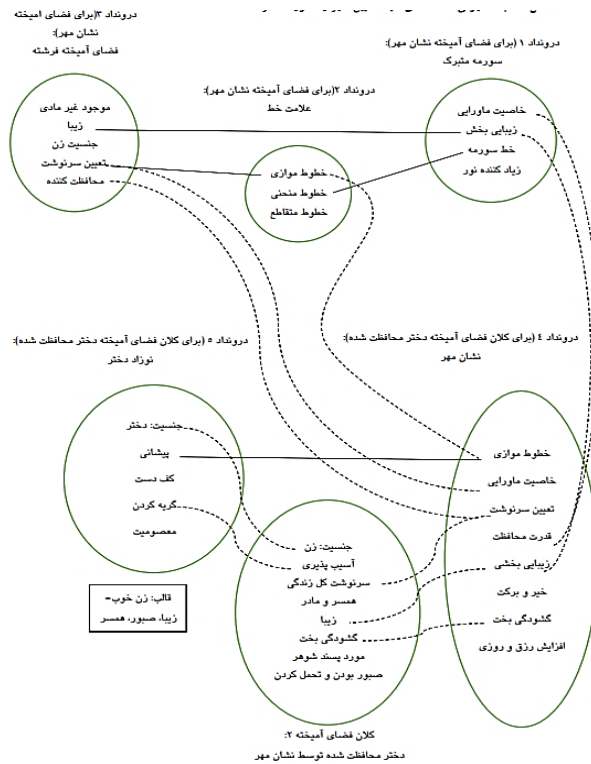 درونداد ۳(برای فضای آمیخته
نشان مهر):
فضای آمیخته فرشته
موجود غیر مادی
زیبا
جنسیت زن
تعیین سرنوشت
محافظت کننده
درونداد ۲(برای فضای آمیخته نشان مهر):
علامت خط
خطوط موازی
خطوط منحنی
خطوط متقاطع
درونداد ۱ (برای فضای آمیخته نشان مهر):
سورمه متبرک
خاصیت ماورایی
زیبایی بخش
خط سورمه
زیاد کننده نور
درونداد ٥ (برای کلان فضای آمیخته دختر محافظت شده):
نوزاد دختر
جنسیت: دختر
پیشانی
کف دست
گریه کردن
معصومیت
درونداد ٤ (برای کلان فضای آمیخته دختر محافظت شده):
نشان مهر
خطوط موازی
خاصیت ماورایی
تعیین سرنوشت
قدرت محافظت
زیبایی بخشی
خیر و برکت
گشودگی بخت
افزایش رزق و روزی
جنسیت: زن
آسیب پذیری
سرنوشت کل زندگی
همسر و مادر
زیبا
گشودگی بخت
مورد پسند شوهر
صبور بودن و تحمل کردن
قالب: زن خوب-
زیبا، صبور، همسر
کلان فضای آمیخته ۲:
دختر محافظت شده توسط نشان مهر